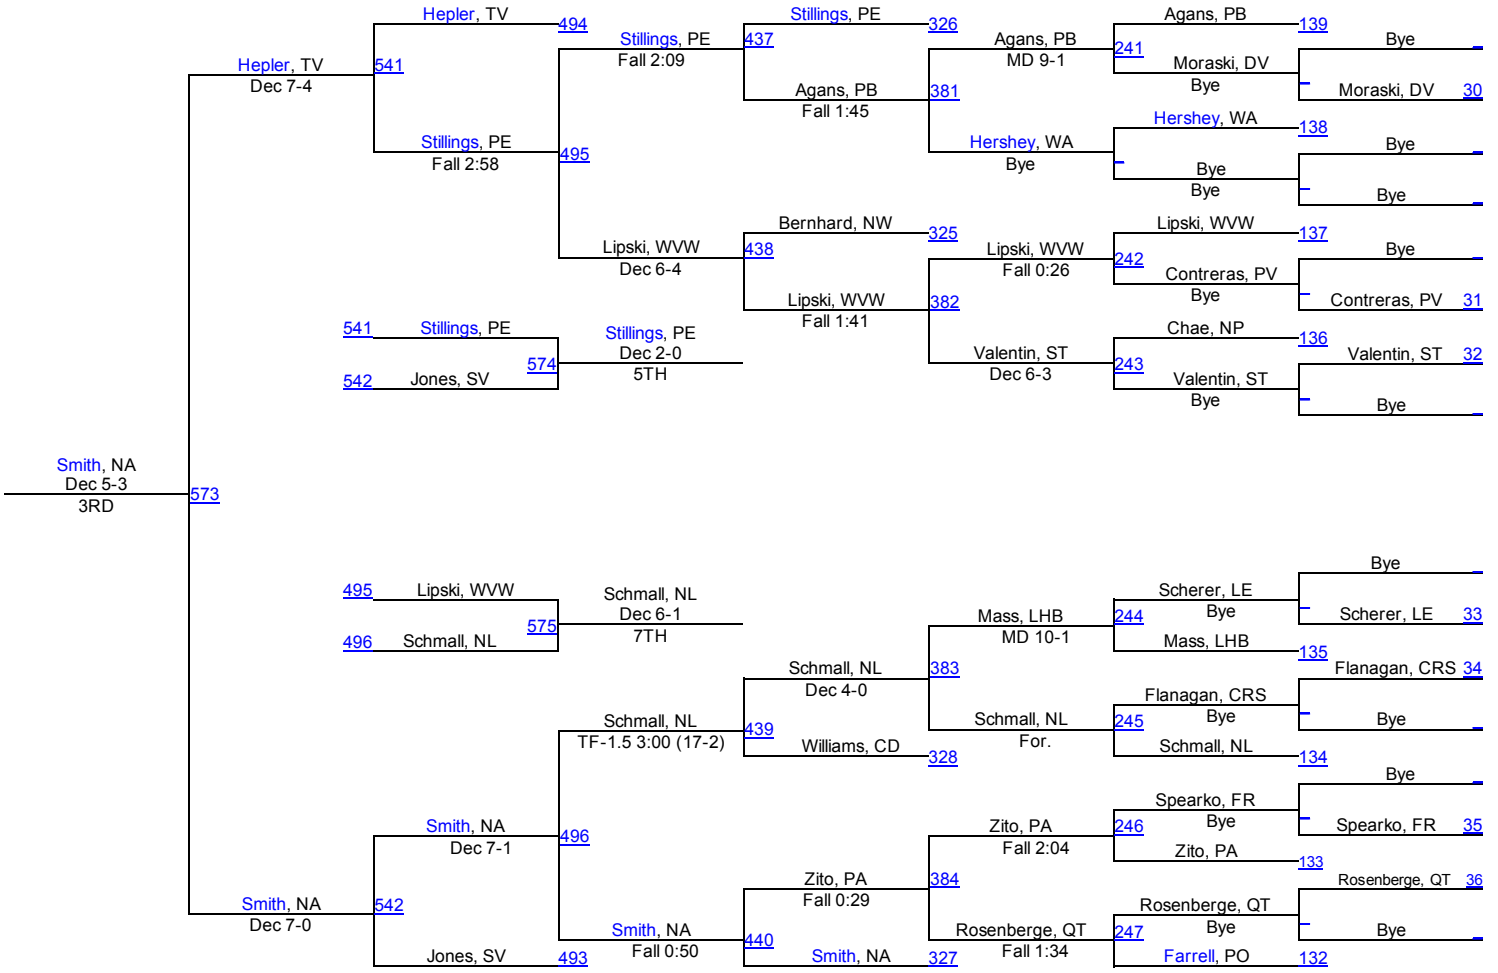 Hepler, TV
494
Stillings, PE
326
Agans, PB
139
Bye
Stillings, PE
437
Fall 2:09
Agans, PB
241
MD 9-1
Moraski, DV
Bye
Moraski, DV 30
Hepler, TV
541
Dec 7-4
Agans, PB
381
Fall 1:45
Hershey, WA
138
Bye
Stillings, PE
495
Fall 2:58
Hershey, WA
Bye
Bye
Bye
Bye
Bernhard, NW
325
Lipski, WVW
137
Bye
Lipski, WVW
438
Dec 6-4
Lipski, WVW
242
Fall 0:26
Contreras, PV
Bye
Contreras, PV 31
Lipski, WVW
382
Fall 1:41
541 Stillings, PE
Stillings, PE
Dec 2-0
5TH
574
542 Jones, SV
Chae, NP
136
Valentin, ST 32
Valentin, ST
243
Dec 6-3
Valentin, ST
Bye
Bye
Smith, NA
Dec 5-3
3RD
573
Bye
495 Lipski, WVW
Schmall, NL
Dec 6-1
7TH
575
496 Schmall, NL
Scherer, LE
Bye
Scherer, LE 33
Mass, LHB
244
MD 10-1
Mass, LHB
135
Schmall, NL
383
Dec 4-0
Flanagan, CRS 34
Flanagan, CRS
Bye
Bye
Schmall, NL
245
For.
Schmall, NL
134
Schmall, NL
439
TF-1.5 3:00 (17-2)
Williams, CD
328
Bye
Spearko, FR
Bye
Spearko, FR 35
Smith, NA
496
Dec 7-1
Zito, PA
246
Fall 2:04
Zito, PA
133
Zito, PA
384
Fall 0:29
Rosenberge, QT 36
Smith, NA
542
Dec 7-0
Rosenberge, QT
Bye
Bye
Smith, NA
440
Fall 0:50
Rosenberge, QT
247
Fall 1:34
Jones, SV
493
Smith, NA
327
Farrell, PO
132